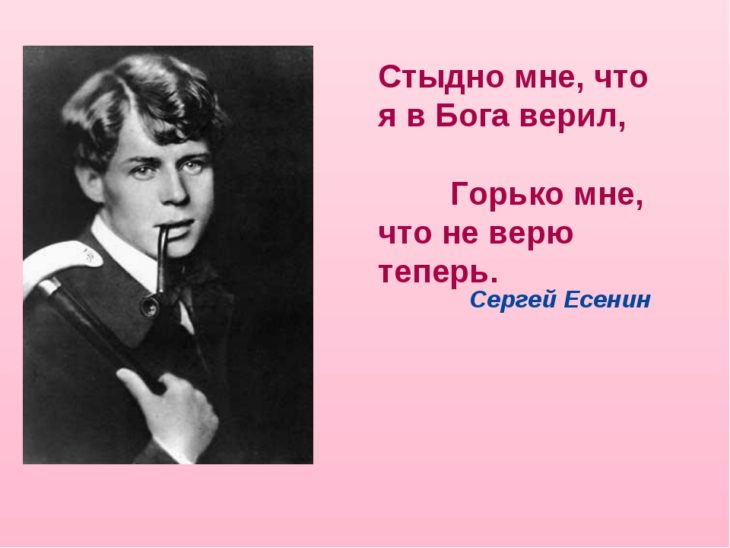 Стыдно мне, что
я в Бога верил,
Горько мне,
что не верю
теперь.
Сергей Есенин